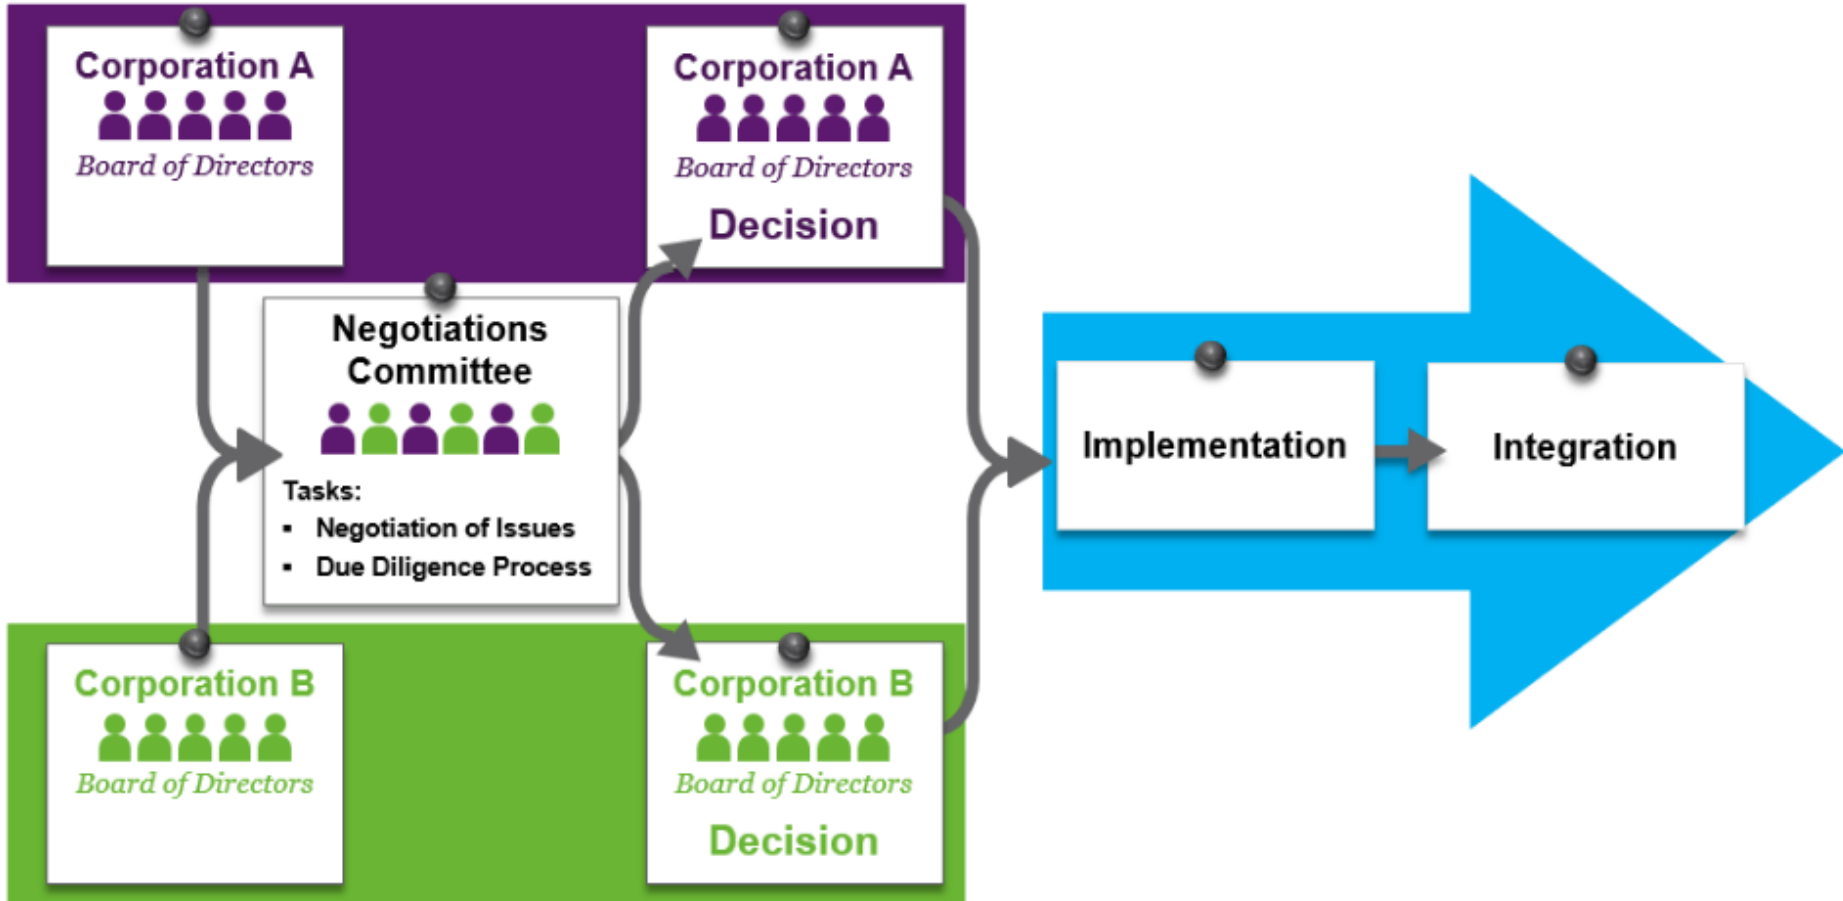 Corporation A
Board of Directors
Corporation A
Board of Directors
Decision
Negotiations
Committee
Tasks:
▪ Negotiation of Issues
▪ Due Diligence Process
Corporation B
Board of Directors
Corporation B
Board of Directors
Decision
Implementation
Integration